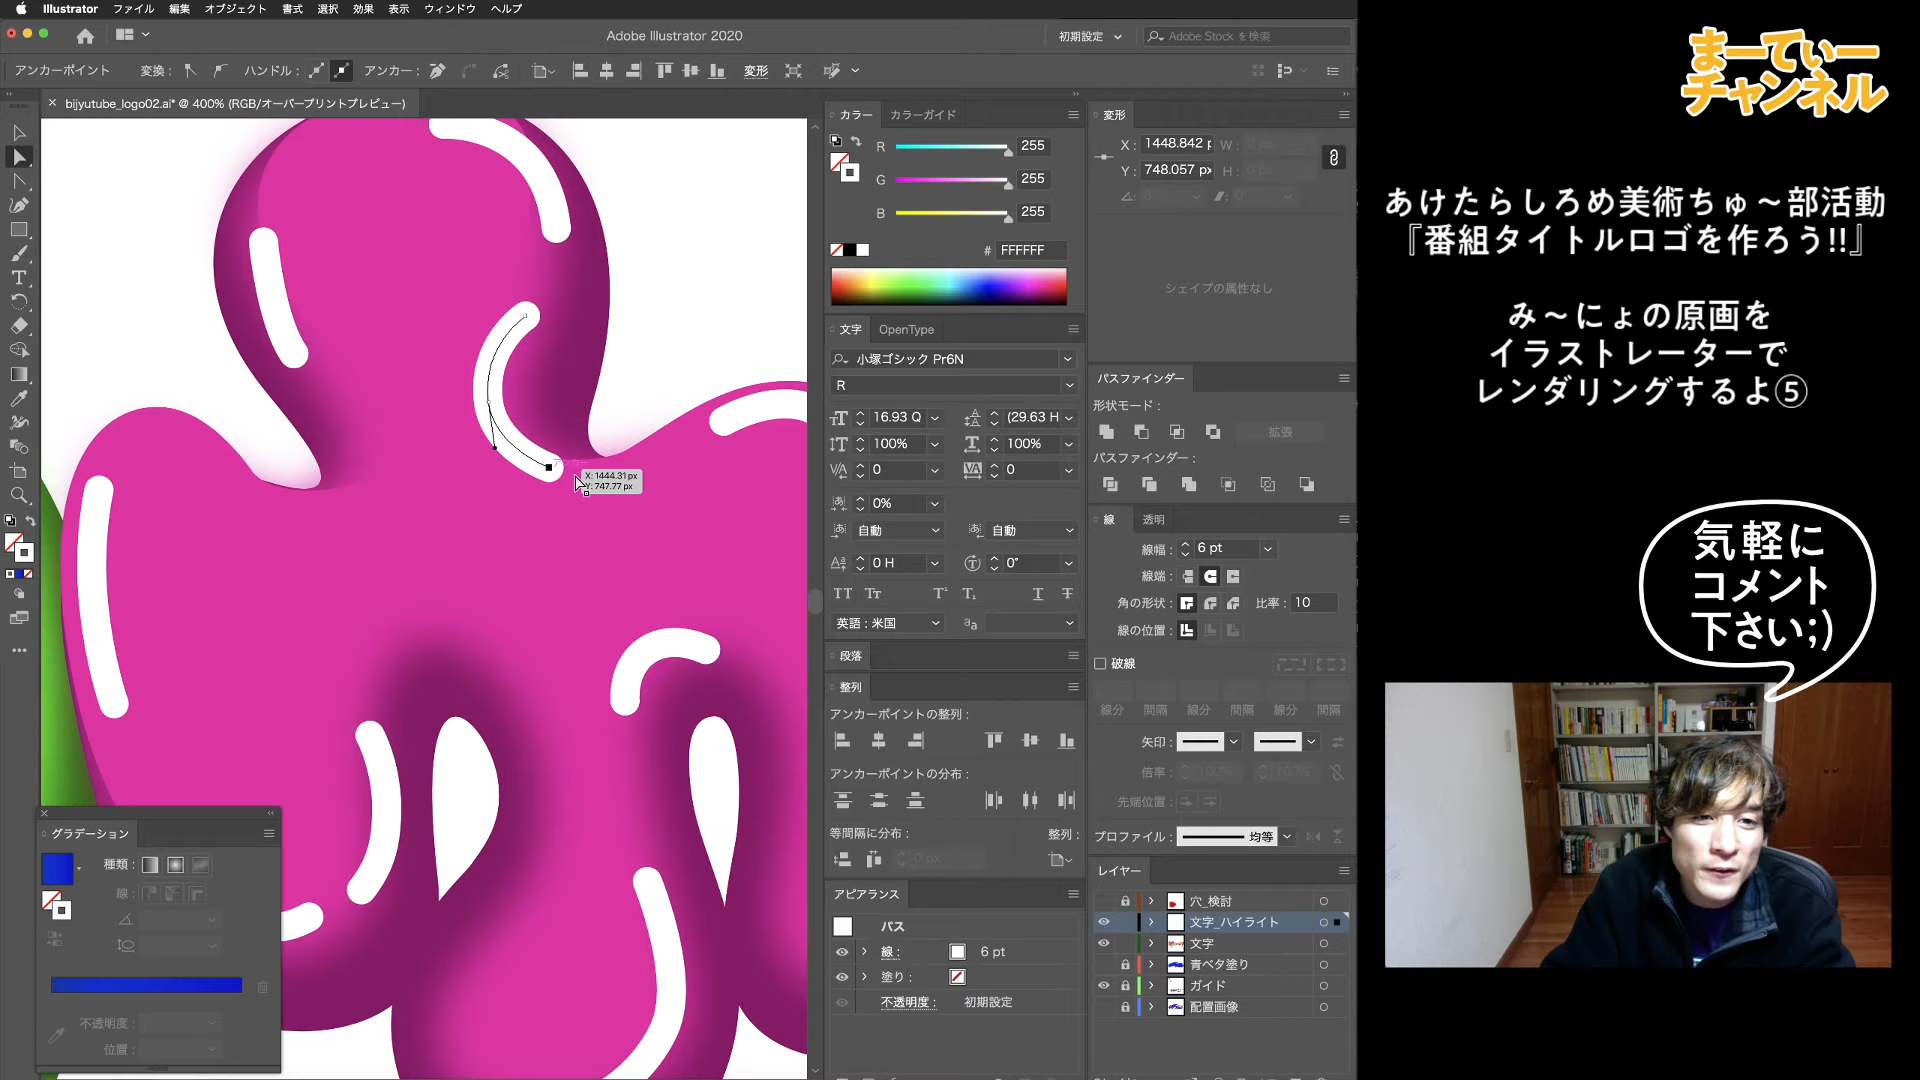 Illustrator ファイル 編集 オブジェクト 書式 選択 効果 表示 ウィンドウ ヘルプ
Adobe Illustrator 2020
初期設定
Adobe Stock を検索
アンカーポイント 変換 : ハンドル : アンカー : 変形
bijyutube_logo02.ai* @ 400% (RGB/オーバープリントプレビュー)
アンカー
X: 1444.31 px
Y: 747.77 px
グラデーション
種類 :
線 :
不透明度 :
位置 :
カラー カラーガイド
R 255
G 255
B 255
# FFFFFF
文字 OpenType
小塚ゴシック Pr6N
R
16.93 Q (29.63 H
100% 100%
0 0
0%
自動 自動
0 H 0°
英語 : 米国
段落
整列
アンカーポイントの整列 :
アンカーポイントの分布 :
等間隔に分布 : 整列 :
0 px
アピアランス
パス
線 : 6 pt
塗り :
不透明度 : 初期設定
変形
X : 1448.842 p W :
Y : 748.057 px H :
シェイプの属性なし
パスファインダー
形状モード :
拡張
パスファインダー :
線 透明
線幅 : 6 pt
線端 :
角の形状 : 比率 : 10
線の位置 :
破線
線分 間隔 線分 間隔 線分 間隔
矢印 :
倍率 : 100% 100%
先端位置 :
プロファイル : 均等
レイヤー
穴_検討
文字_ハイライト
文字
青ベタ塗り
ガイド
配置画像
まーてぃー
チャンネル
あけたらしろめ美術ちゅ～部活動
『番組タイトルロゴを作ろう!!』
み～にょの原画を
イラストレーターで
レンダリングするよ⑤
気軽に
コメント
下さい;)